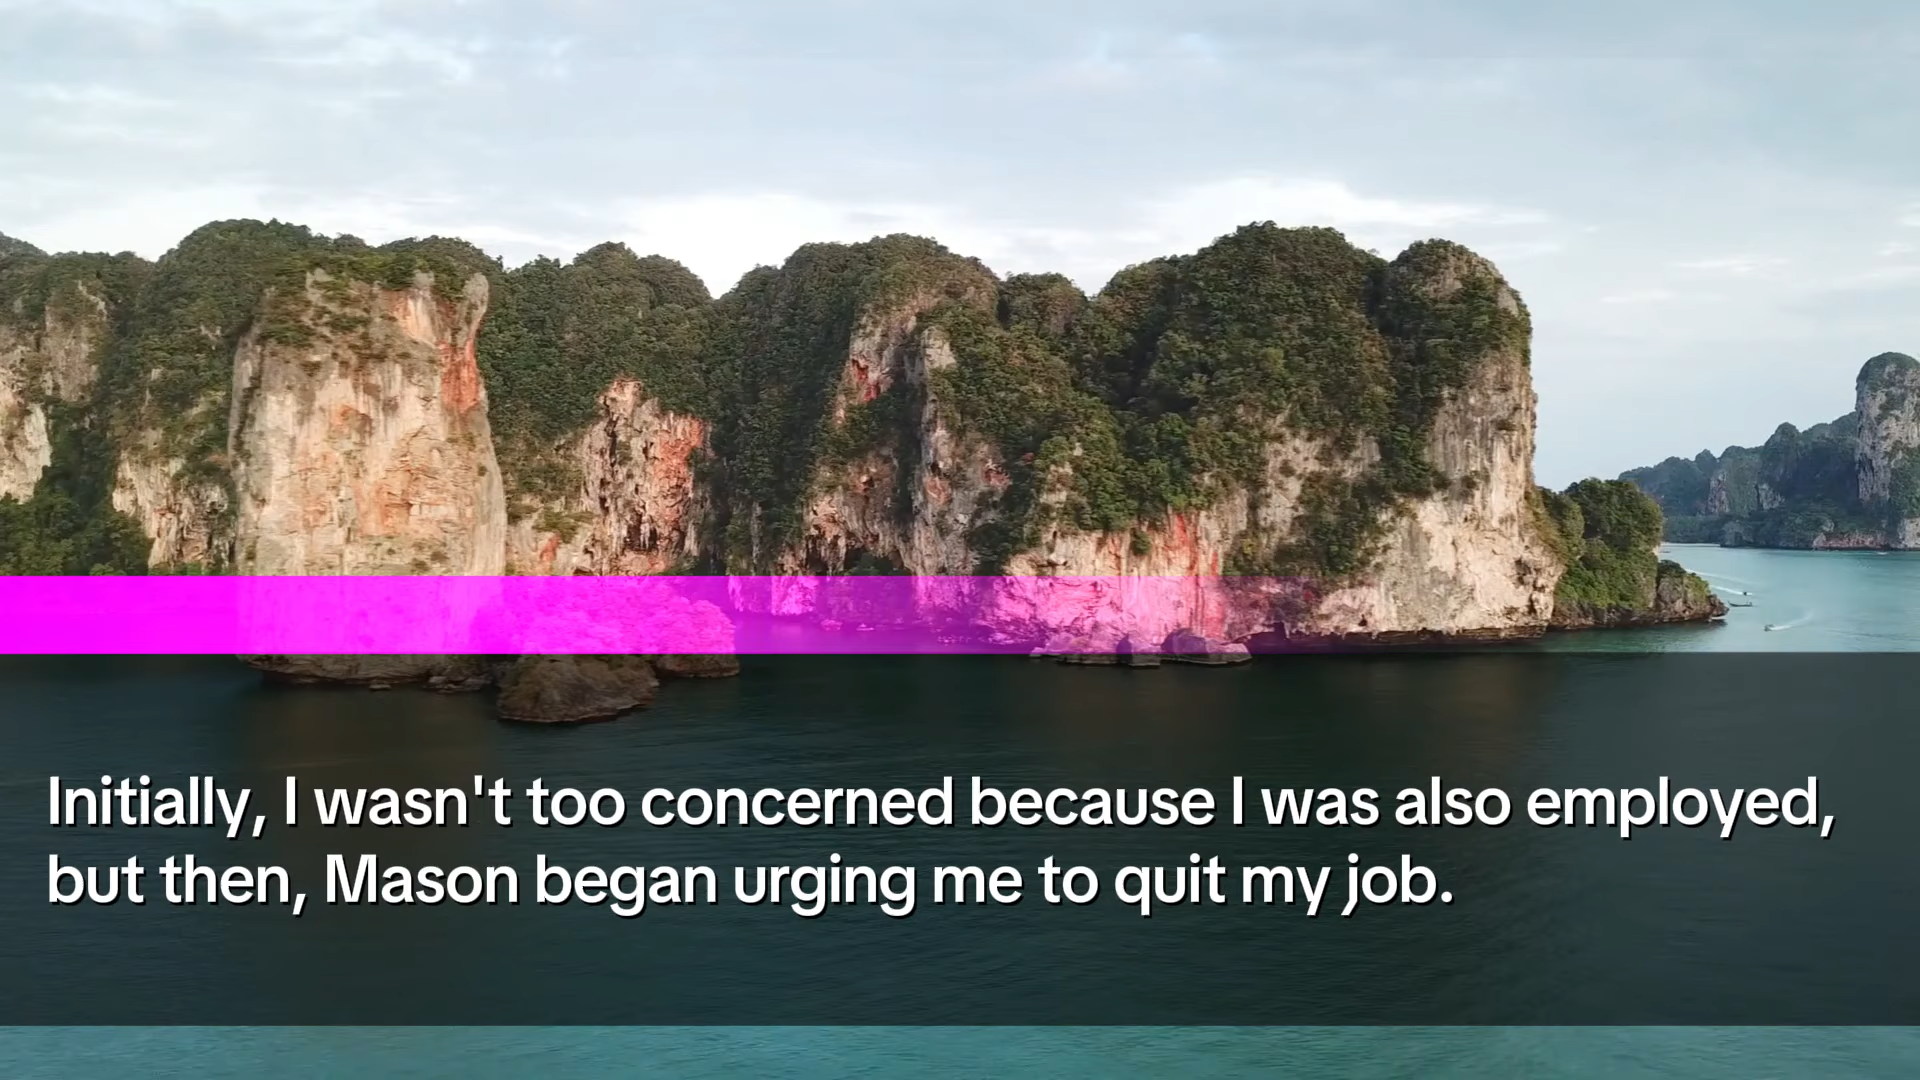 Initially, I wasn't too concerned because I was also employed,
but then, Mason began urging me to quit my job.